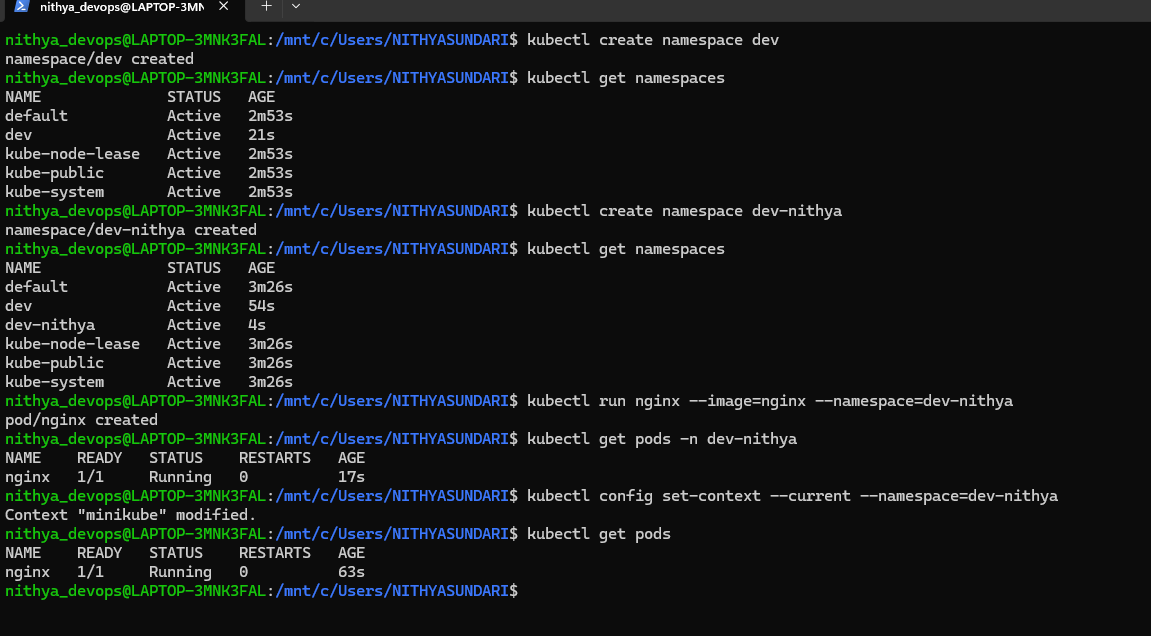 nithya_devops@LAPTOP-3MN
nithya_devops@LAPTOP-3MNK3FAL:/mnt/c/Users/NITHYASUNDARI$ kubectl create namespace dev
namespace/dev created
nithya_devops@LAPTOP-3MNK3FAL:/mnt/c/Users/NITHYASUNDARI$ kubectl get namespaces
NAME              STATUS   AGE
default           Active   2m53s
dev               Active   21s
kube-node-lease   Active   2m53s
kube-public       Active   2m53s
kube-system       Active   2m53s
nithya_devops@LAPTOP-3MNK3FAL:/mnt/c/Users/NITHYASUNDARI$ kubectl create namespace dev-nithya
namespace/dev-nithya created
nithya_devops@LAPTOP-3MNK3FAL:/mnt/c/Users/NITHYASUNDARI$ kubectl get namespaces
NAME              STATUS   AGE
default           Active   3m26s
dev               Active   54s
dev-nithya        Active   4s
kube-node-lease   Active   3m26s
kube-public       Active   3m26s
kube-system       Active   3m26s
nithya_devops@LAPTOP-3MNK3FAL:/mnt/c/Users/NITHYASUNDARI$ kubectl run nginx --image=nginx --namespace=dev-nithya
pod/nginx created
nithya_devops@LAPTOP-3MNK3FAL:/mnt/c/Users/NITHYASUNDARI$ kubectl get pods -n dev-nithya
NAME    READY   STATUS    RESTARTS   AGE
nginx   1/1     Running   0          17s
nithya_devops@LAPTOP-3MNK3FAL:/mnt/c/Users/NITHYASUNDARI$ kubectl config set-context --current --namespace=dev-nithya
Context "minikube" modified.
nithya_devops@LAPTOP-3MNK3FAL:/mnt/c/Users/NITHYASUNDARI$ kubectl get pods
NAME    READY   STATUS    RESTARTS   AGE
nginx   1/1     Running   0          63s
nithya_devops@LAPTOP-3MNK3FAL:/mnt/c/Users/NITHYASUNDARI$